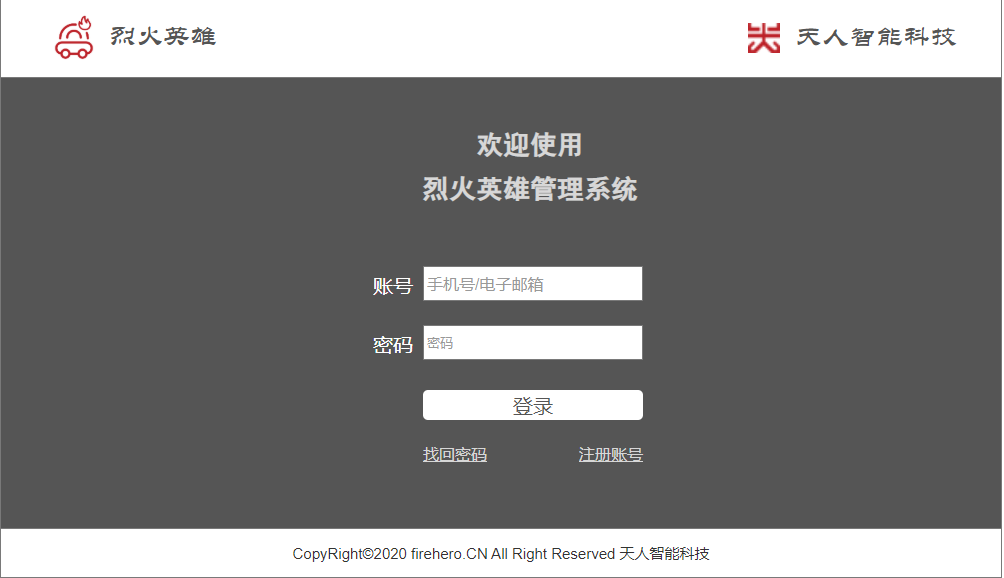 烈火英雄
天人智能科技
欢迎使用
烈火英雄管理系统
账号 手机号/电子邮箱
密码 密码
登录
找回密码 注册账号
CopyRight©2020 firehero.CN All Right Reserved 天人智能科技